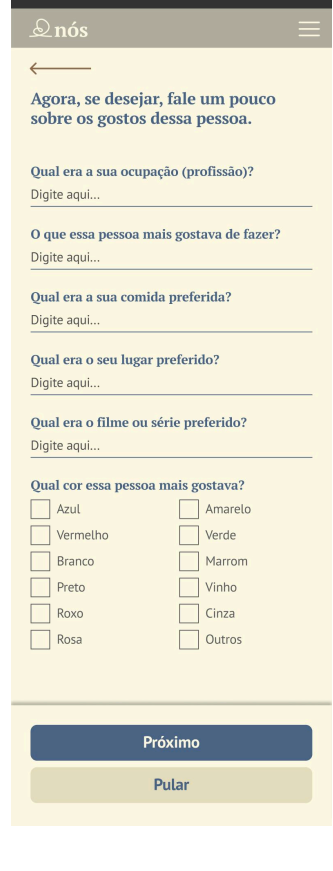 nós
Agora, se desejar, fale um pouco
sobre os gostos dessa pessoa.
Qual era a sua ocupação (profissão)?
Digite aqui...
O que essa pessoa mais gostava de fazer?
Digite aqui...
Qual era a sua comida preferida?
Digite aqui...
Qual era o seu lugar preferido?
Digite aqui...
Qual era o filme ou série preferido?
Digite aqui...
Qual cor essa pessoa mais gostava?
Azul
Amarelo
Vermelho
Verde
Branco
Marrom
Preto
Vinho
Roxo
Cinza
Rosa
Outros
Próximo
Pular